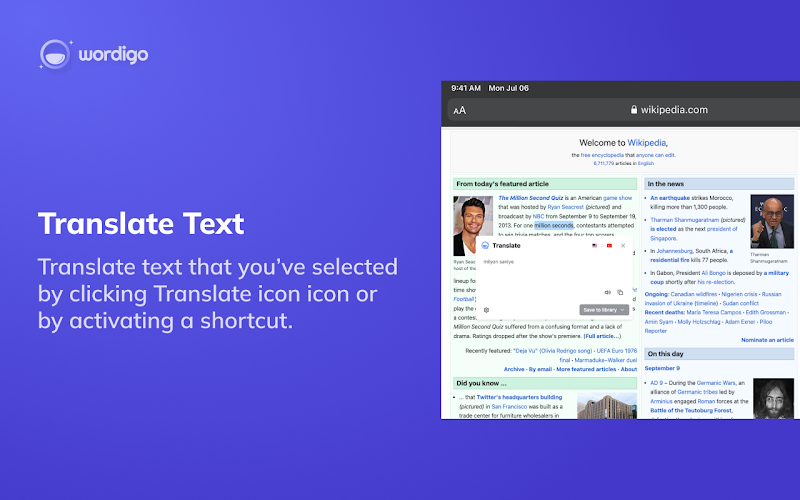 wordigo
Translate Text
Translate text that you've selected
by clicking Translate icon icon or
by activating a shortcut.
9:41 AM Mon Jul 06
AA
wikipedia.com
Welcome to Wikipedia,
the free encyclopedia that anyone can edit.
6,711,779 articles in English
From today's featured article
The Million Second Quiz is an American game show
that was hosted by Ryan Seacrest (pictured) and
broadcast by NBC from September 9 to September 19,
2013. For one million seconds, contestants attempted
to win trivia matches, and the four top scorers
Ryan Seac
host of the
Translate
milyon saniye
Save to library
lineup fo
time sho
Football)
play the
a contes
Million Second Quiz suffered from a confusing format and a lack of
drama. Ratings dropped after the show's premiere. (Full article...)
Recently featured: "Deja Vu" (Olivia Rodrigo song) · UEFA Euro 1976
final · Marmaduke–Walker duel
Archive · By email · More featured articles · About
Did you know ...
... that Twitter's headquarters building
(pictured) in San Francisco was built as a
trade center for furniture wholesalers in
In the news
An earthquake strikes Morocco,
killing more than 1,300 people.
Tharman Shanmugaratnam (pictured)
is elected as the next president of
Singapore.
In Johannesburg, South Africa, a
residential fire kills 77 people.
In Gabon, President Ali Bongo is deposed by a military
coup shortly after his re-election.
Tharman
Shanmugaratnam
Ongoing: Canadian wildfires · Nigerien crisis · Russian
invasion of Ukraine (timeline) · Sudan conflict
Recent deaths: María Teresa Campos · Edith Grossman ·
Amin Syam · Molly Holzschlag · Adam Exner · Piloo
Reporter
Nominate an article
On this day
September 9
AD 9 – During the Germanic Wars, an
alliance of Germanic tribes led by
Arminius engaged Roman forces at the
Battle of the Teutoburg Forest,